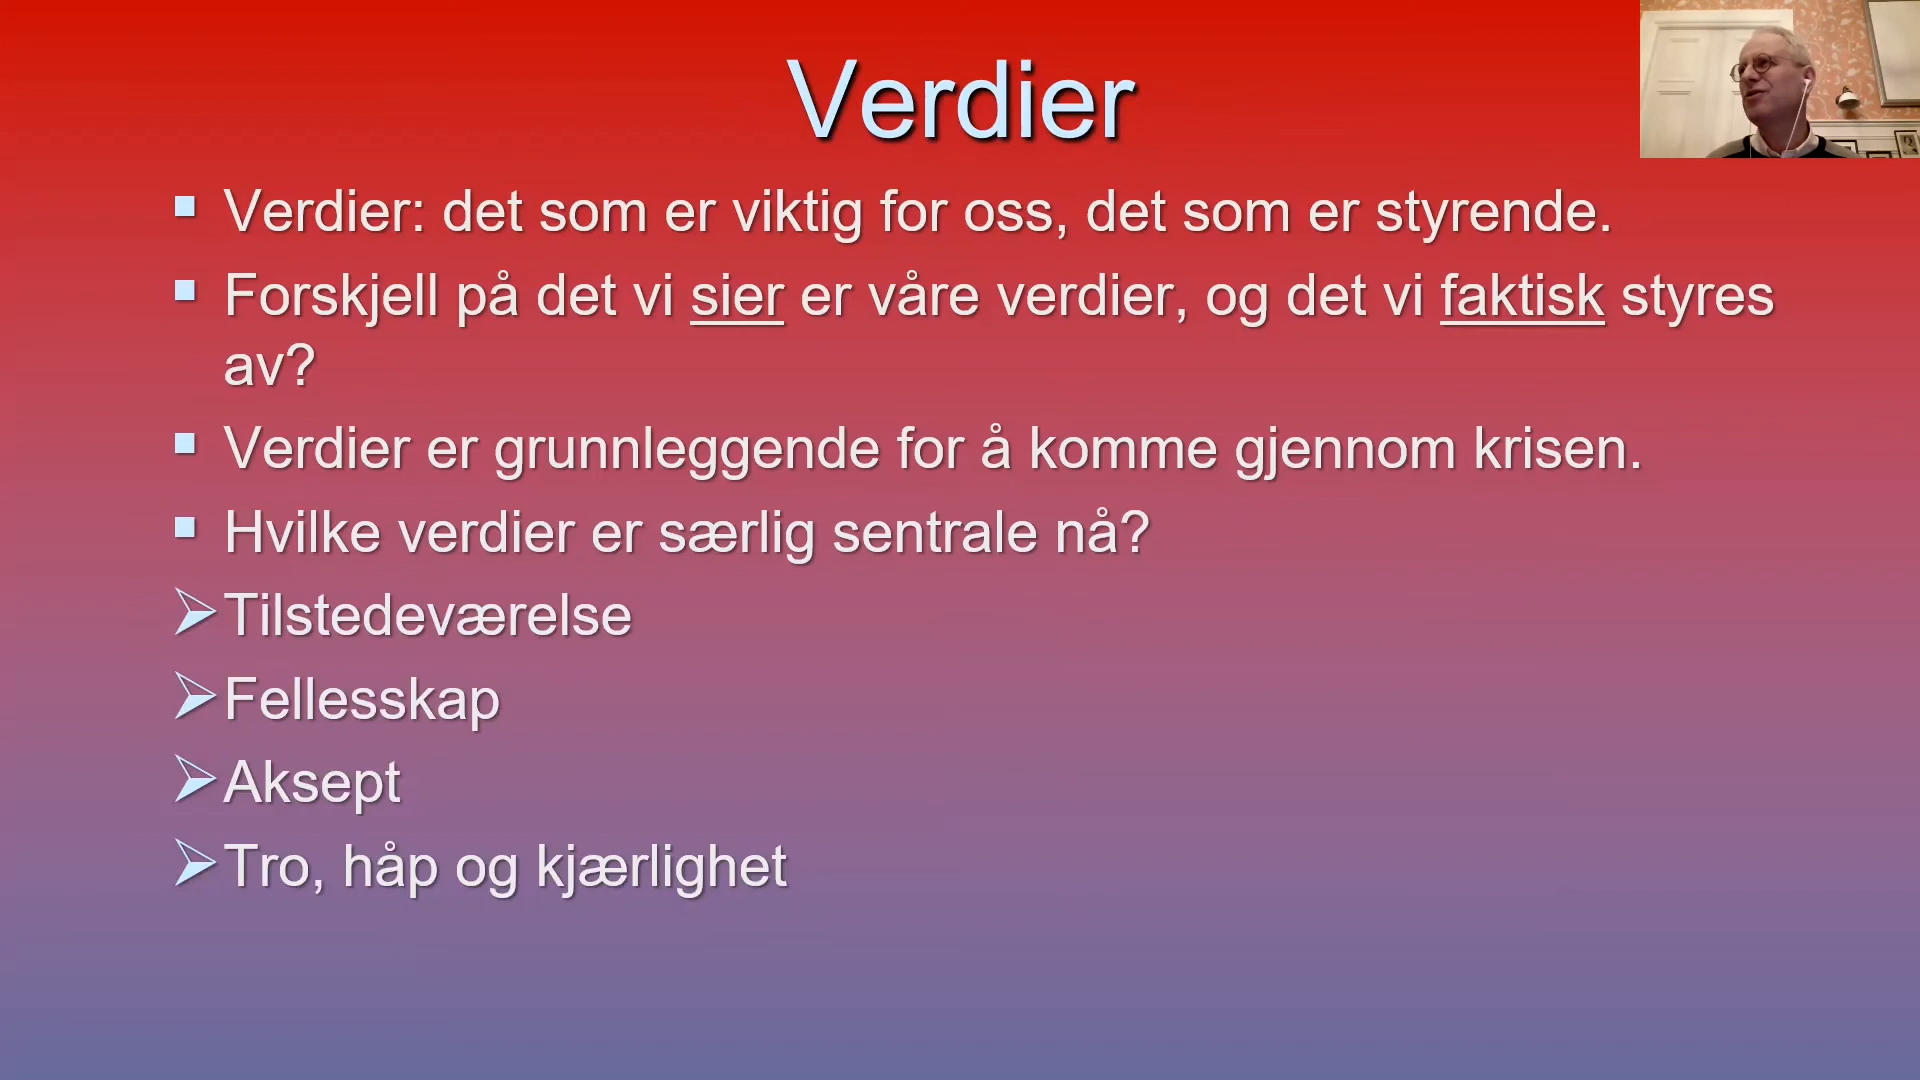 Verdier
Verdier: det som er viktig for oss, det som er styrende.
Forskjell på det vi sier er våre verdier, og det vi faktisk styres
av?
Verdier er grunnleggende for å komme gjennom krisen.
Hvilke verdier er særlig sentrale nå?
Tilstedeværelse
Fellesskap
Aksept
Tro, håp og kjærlighet